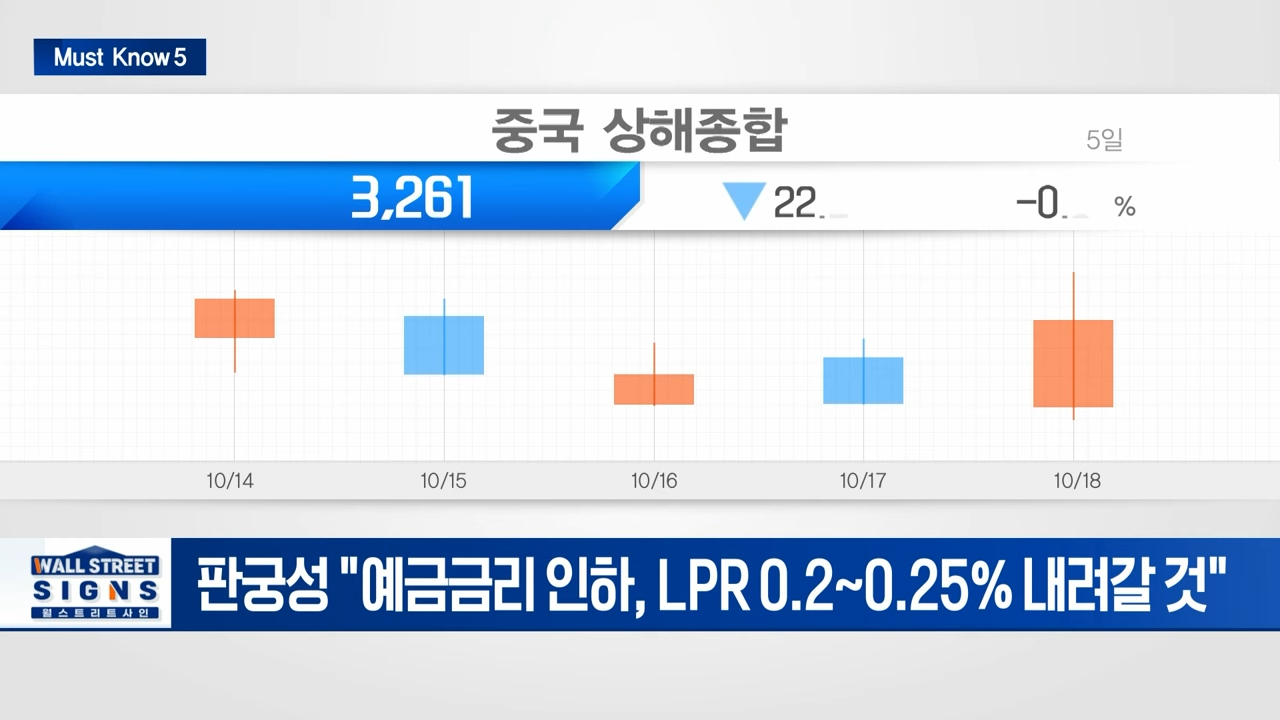 Must Know 5
중국 상해종합
5일
3,261
▼ 22.
-0. %
10/14 10/15 10/16 10/17 10/18
WALL STREET
SIGNS
월스트리트사인
판궁성 "예금금리 인하, LPR 0.2~0.25% 내려갈 것"